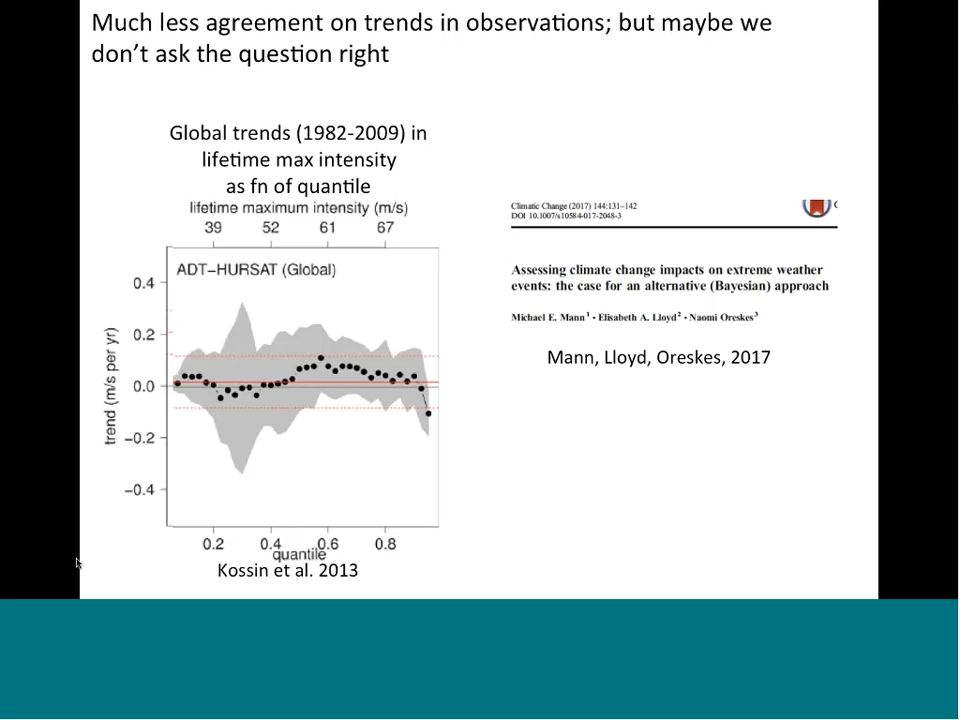 Much less agreement on trends in observations; but maybe we
don't ask the question right
Global trends (1982-2009) in
lifetime max intensity
as fn of quantile
lifetime maximum intensity (m/s)
39 52 61 67
ADT-HURSAT (Global)
trend (m/s per yr)
0.4
0.2
0.0
-0.2
-0.4
0.2 0.4 0.6 0.8
quantile
Kossin et al. 2013
Climatic Change (2017) 144:131–142
DOI 10.1007/s10584-017-2048-3
Assessing climate change impacts on extreme weather
events: the case for an alternative (Bayesian) approach
Michael E. Mann1 • Elisabeth A. Lloyd2 • Naomi Oreskes3
Mann, Lloyd, Oreskes, 2017